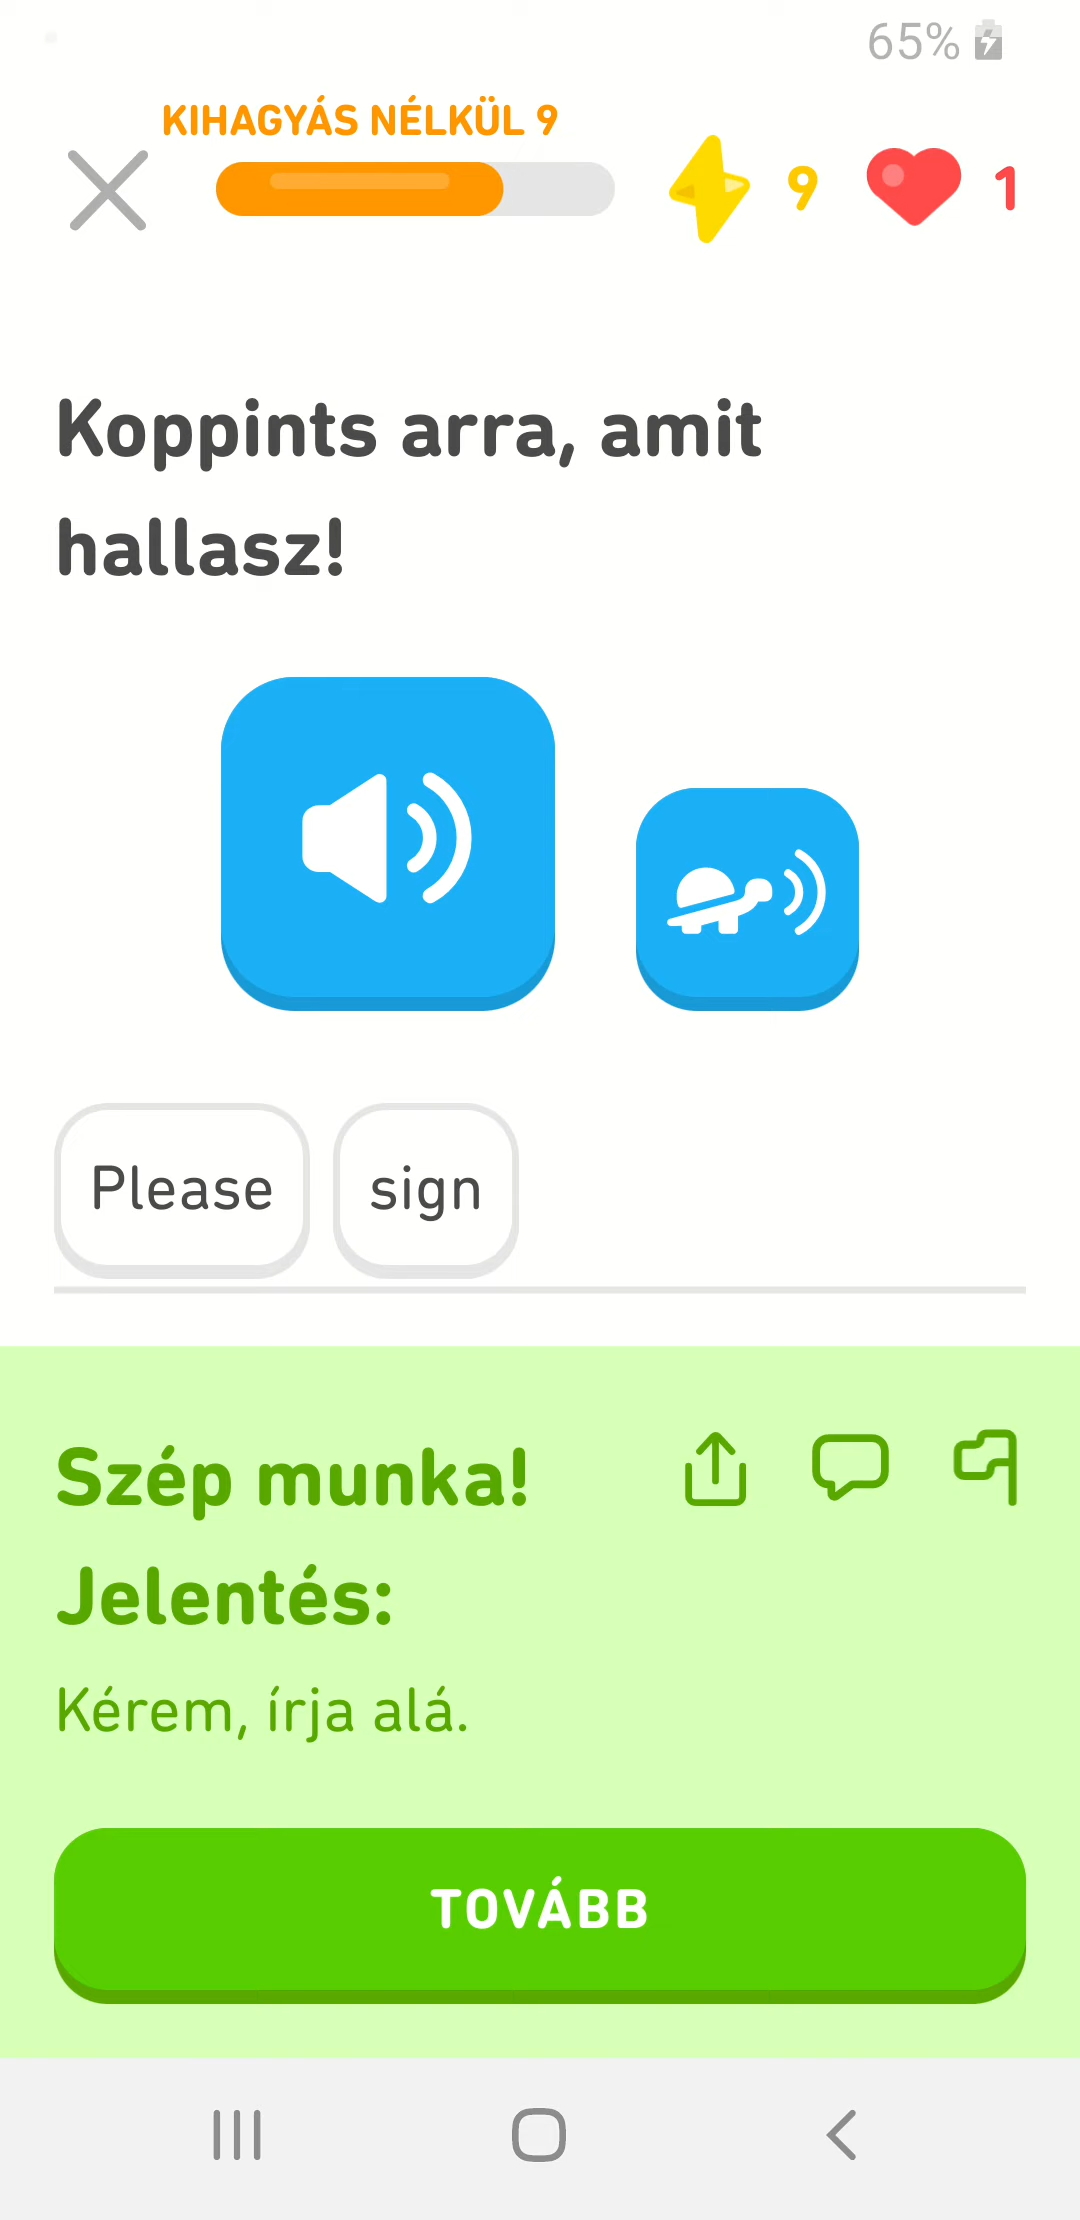 65%
KIHAGYÁS NÉLKÜL 9
9 1
Koppints arra, amit
hallasz!
Please sign
Szép munka!
Jelentés:
Kérem, írja alá.
TOVÁBB